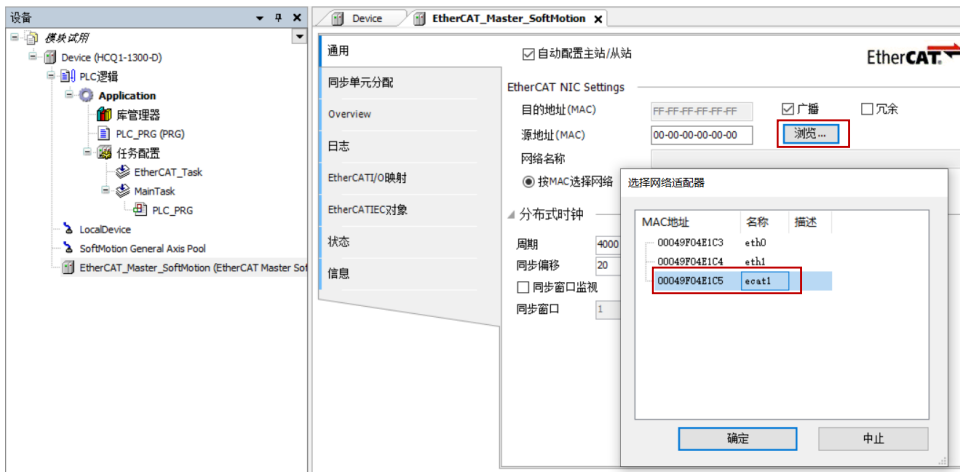 设备
模块试用
Device (HCQ1-1300-D)
PLC逻辑
Application
库管理器
PLC_PRG (PRG)
任务配置
EtherCAT_Task
MainTask
PLC_PRG
LocalDevice
SoftMotion General Axis Pool
EtherCAT_Master_SoftMotion (EtherCAT Master Sof
Device
EtherCAT_Master_SoftMotion
通用
同步单元分配
Overview
日志
EtherCATI/O映射
EtherCATIEC对象
状态
信息
自动配置主站/从站
EtherCAT
EtherCAT NIC Settings
目的地址(MAC) FF-FF-FF-FF-FF-FF 广播 冗余
源地址(MAC) 00-00-00-00-00-00 浏览...
网络名称
按MAC选择网络
分布式时钟
周期 4000
同步偏移 20
同步窗口监视
同步窗口 1
选择网络适配器
MAC地址 名称 描述
00049F04E1C3 eth0
00049F04E1C4 eth1
00049F04E1C5 ecat1
确定 中止